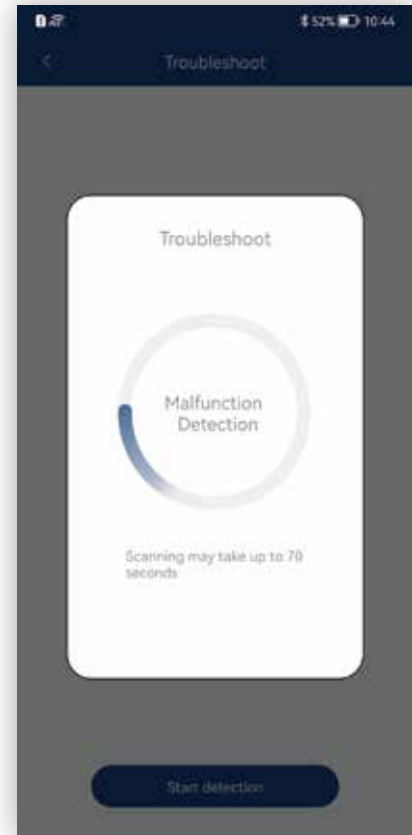 52% 10:44
Troubleshoot
Troubleshoot
Malfunction
Detection
Scanning may take up to 70
seconds
Start detection